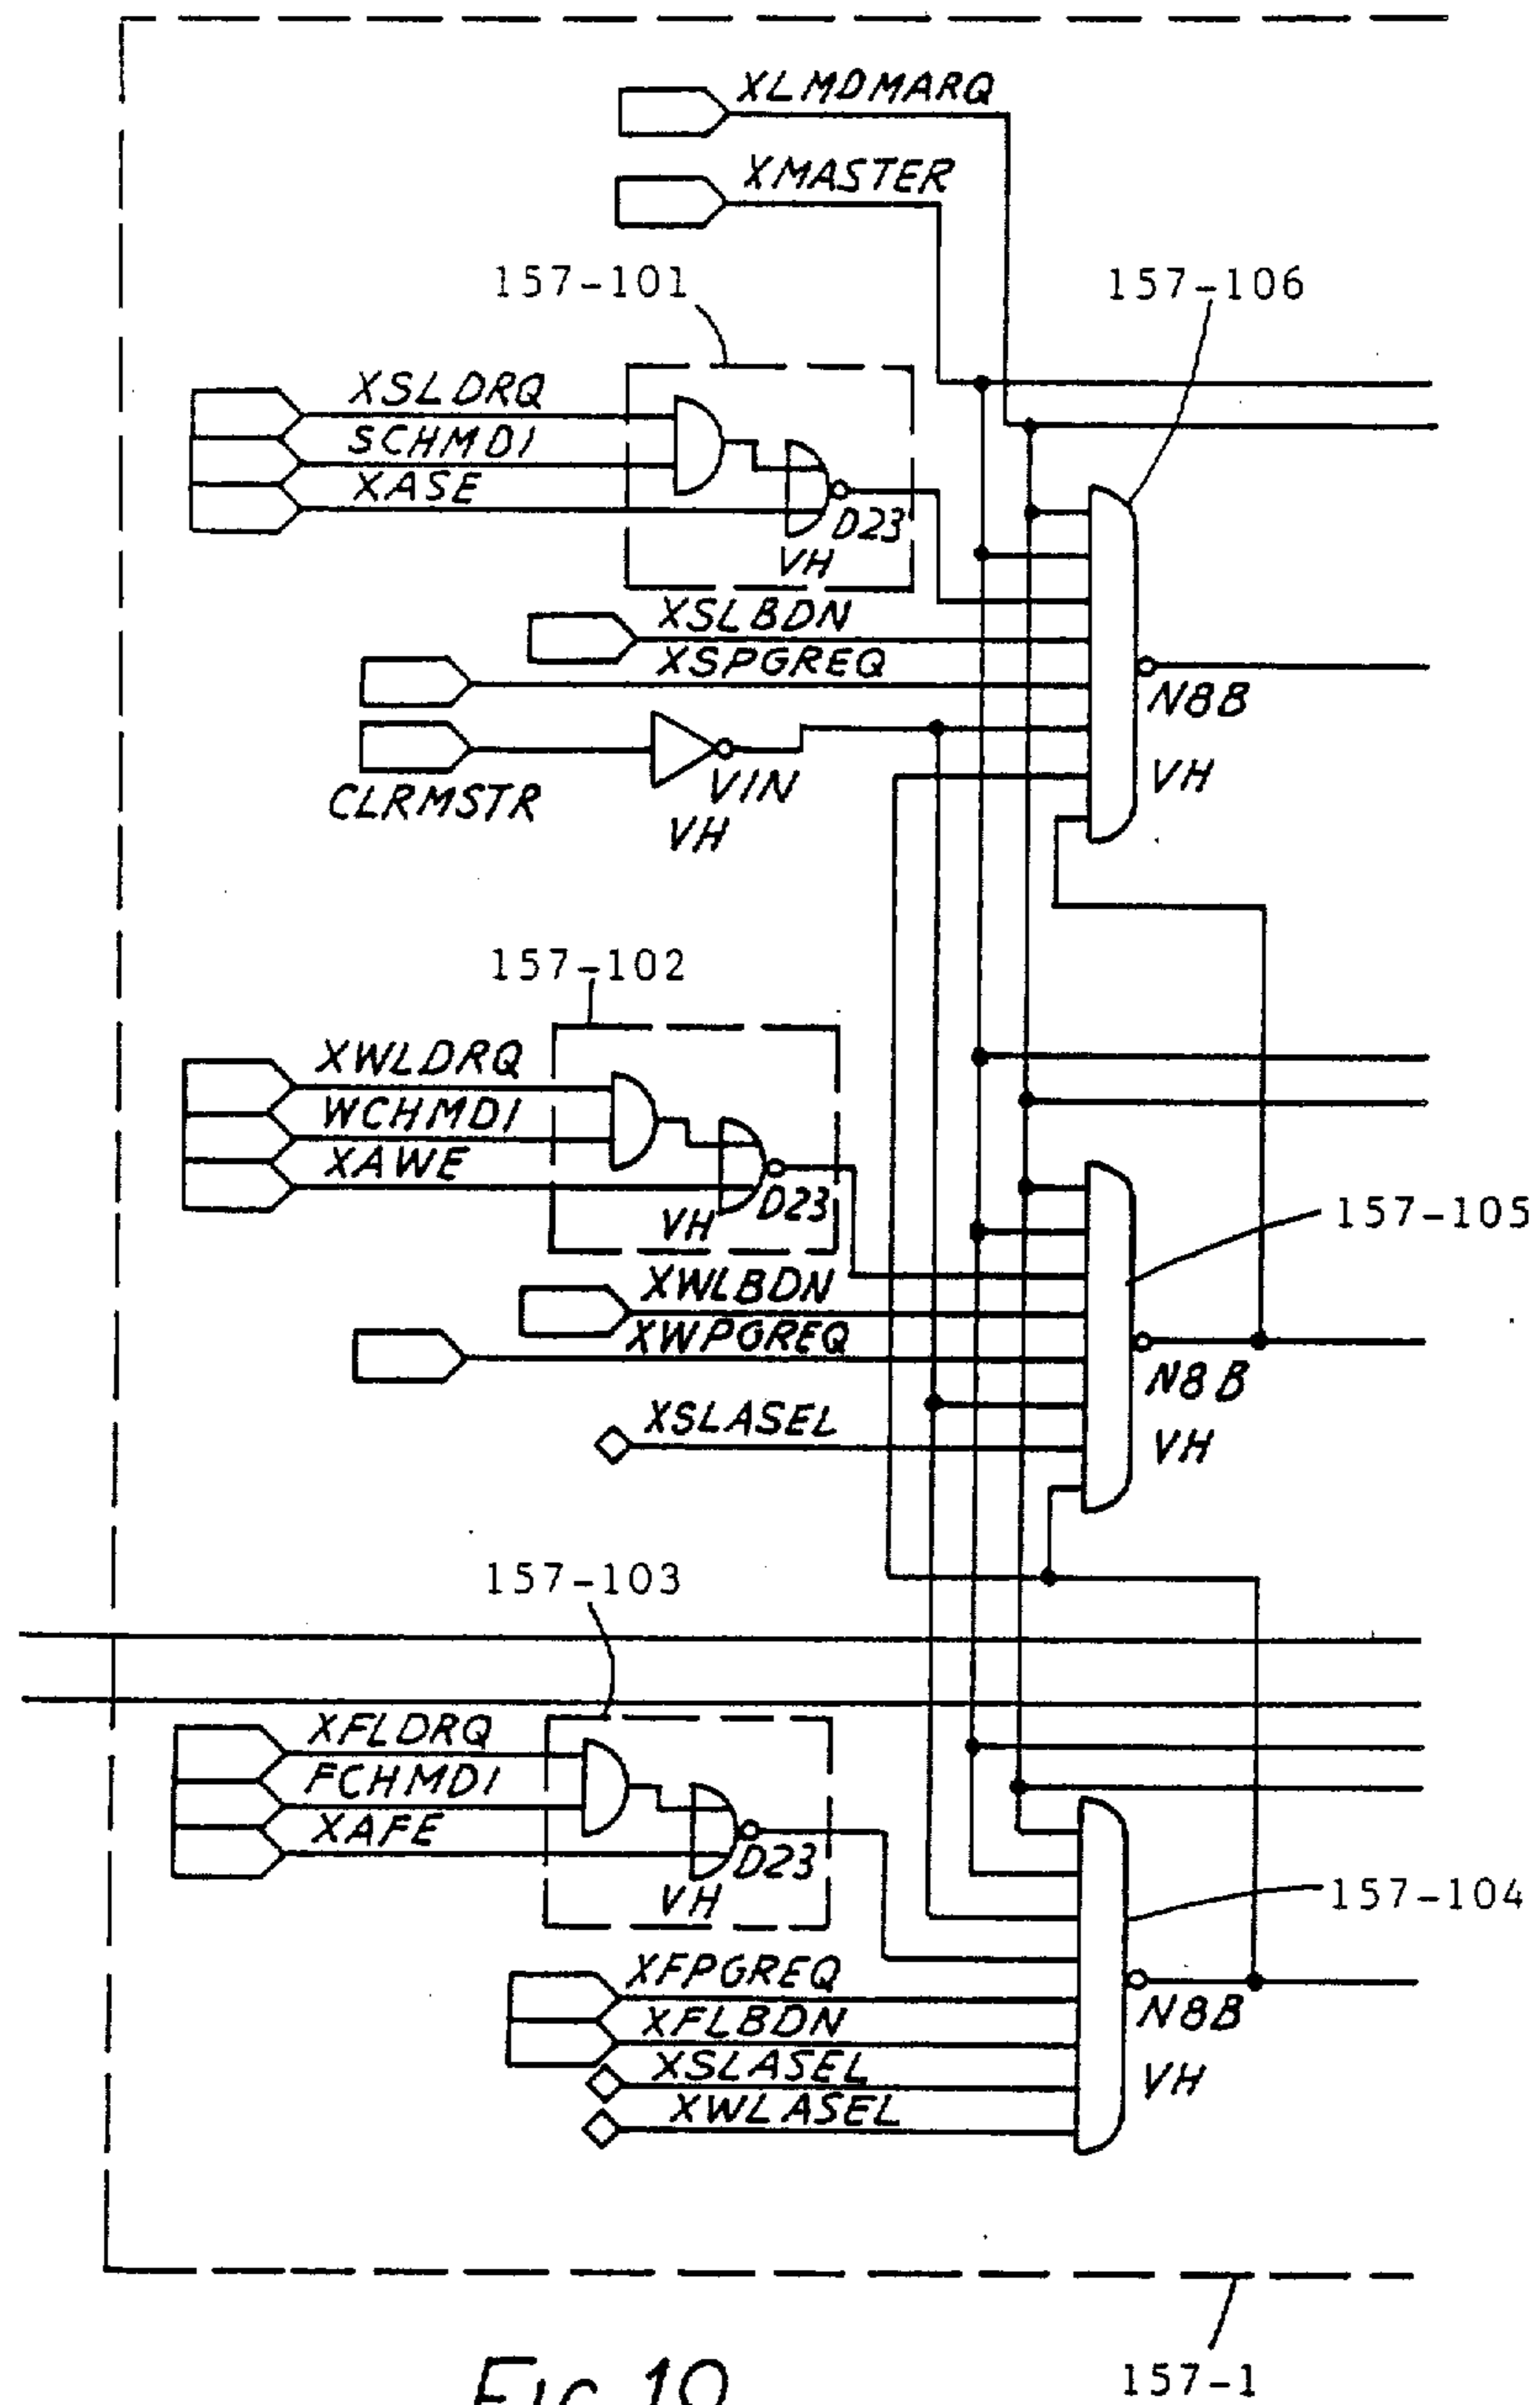 XLMDMARQ
XMASTER
157-101
157-106
XSLDRQ
SCHMDI
XASE
D23
VH
XSLBDN
XSPGREQ
N8B
VH
CLRMSTR
VIN
VH
157-102
XWLDRQ
WCHMDI
XAWE
D23
VH
157-105
XWLBDN
XWPGREQ
N8B
VH
XSLASEL
157-103
XFLDRQ
FCHMDI
XAFE
D23
VH
157-104
XFPGREQ
XFLBDN
N8B
VH
XSLASEL
XWLASEL
157-1